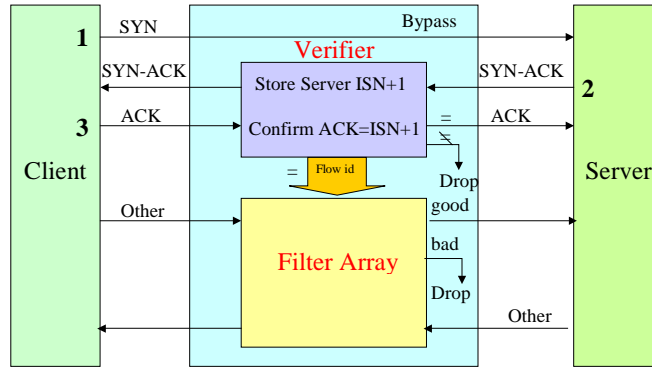 1 SYN Bypass
Verifier
SYN-ACK Store Server ISN+1 SYN-ACK
2
3 ACK Confirm ACK=ISN+1 = ACK
≠
Client = Flow id Drop Server
Other good
Filter Array bad
Drop
Other